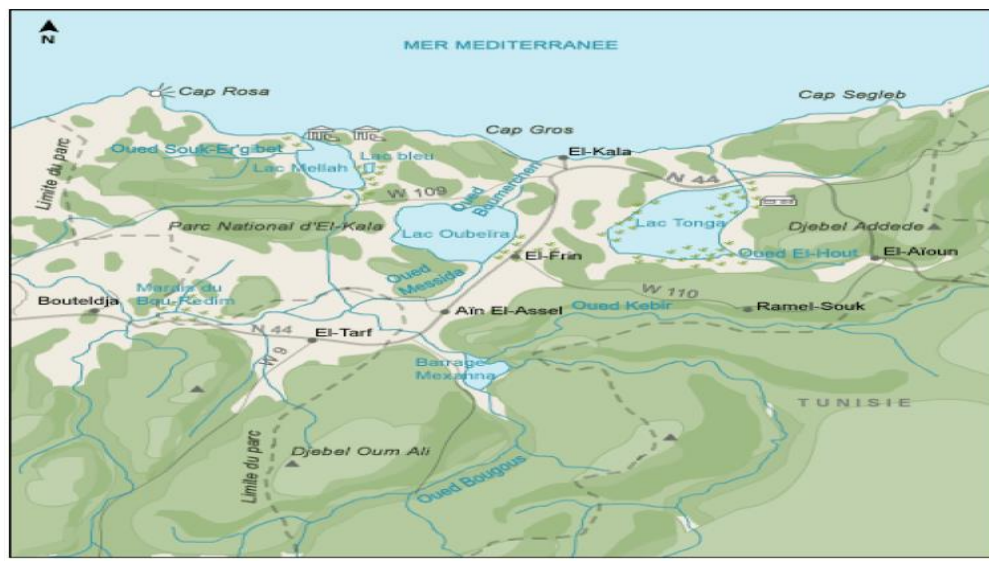 N
MER MEDITERRANEE
Cap Rosa
Cap Segleb
Cap Gros
Oued Souk-Er'gibet
Lac bleu
El-Kala
Lac Mellah
N 44
Limite du parc
W 109
Oued
Boumarchen
Parc National d'El-Kala
Lac Oubeïra
Lac Tonga
Djebel Addede
El-Frin
Oued El-Hout
El-Aïoun
Oued
Messida
Marais du
Bou-Redim
Bouteldja
W 110
Oued Kebir
Ramel-Souk
Aïn El-Assel
N 44
El-Tarf
W 9
Barrage
Mexanna
TUNISIE
Djebel Oum Ali
Limite du parc
Oued Bougous